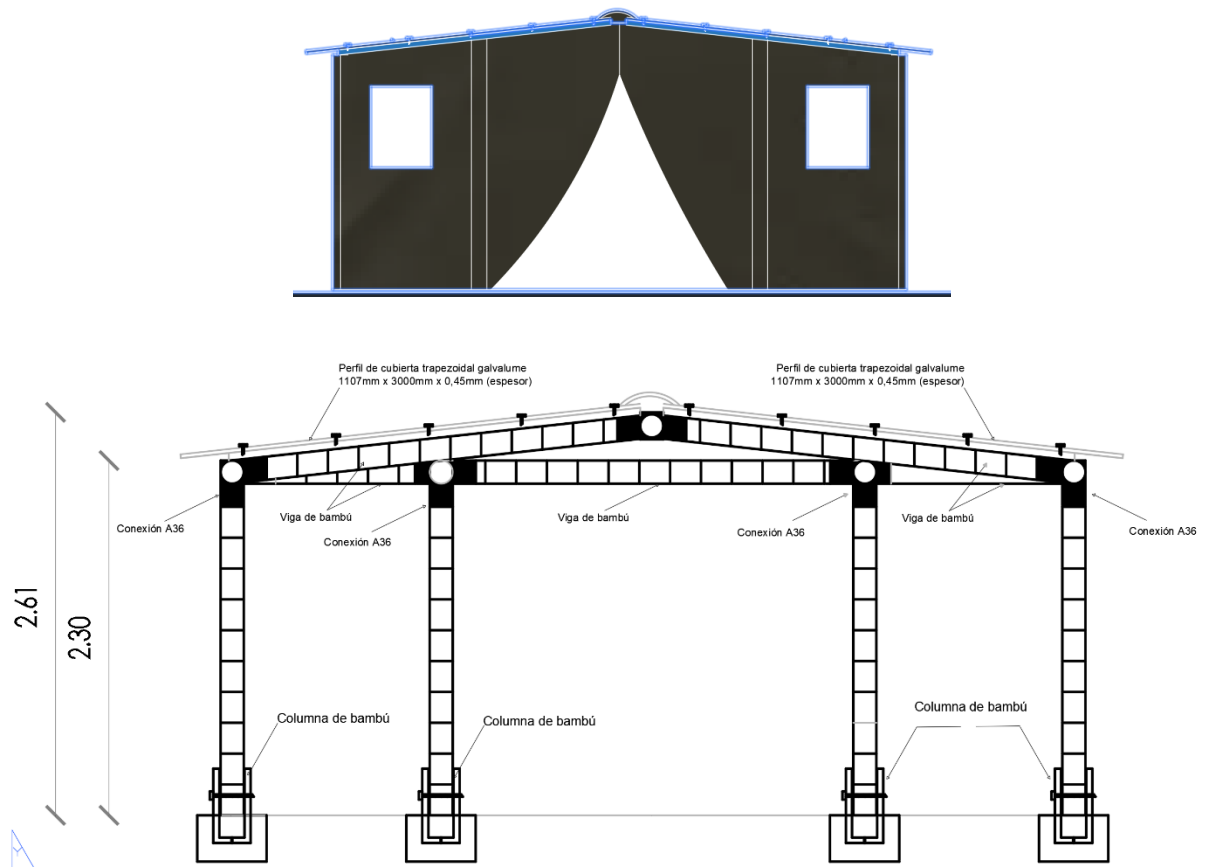 Perfil de cubierta trapezoidal galvalume
1107mm x 3000mm x 0,45mm (espesor)
Perfil de cubierta trapezoidal galvalume
1107mm x 3000mm x 0,45mm (espesor)
Conexión A36
Viga de bambú
Conexión A36
Viga de bambú
Conexión A36
Viga de bambú
Conexión A36
2.61
2.30
Columna de bambú
Columna de bambú
Columna de bambú